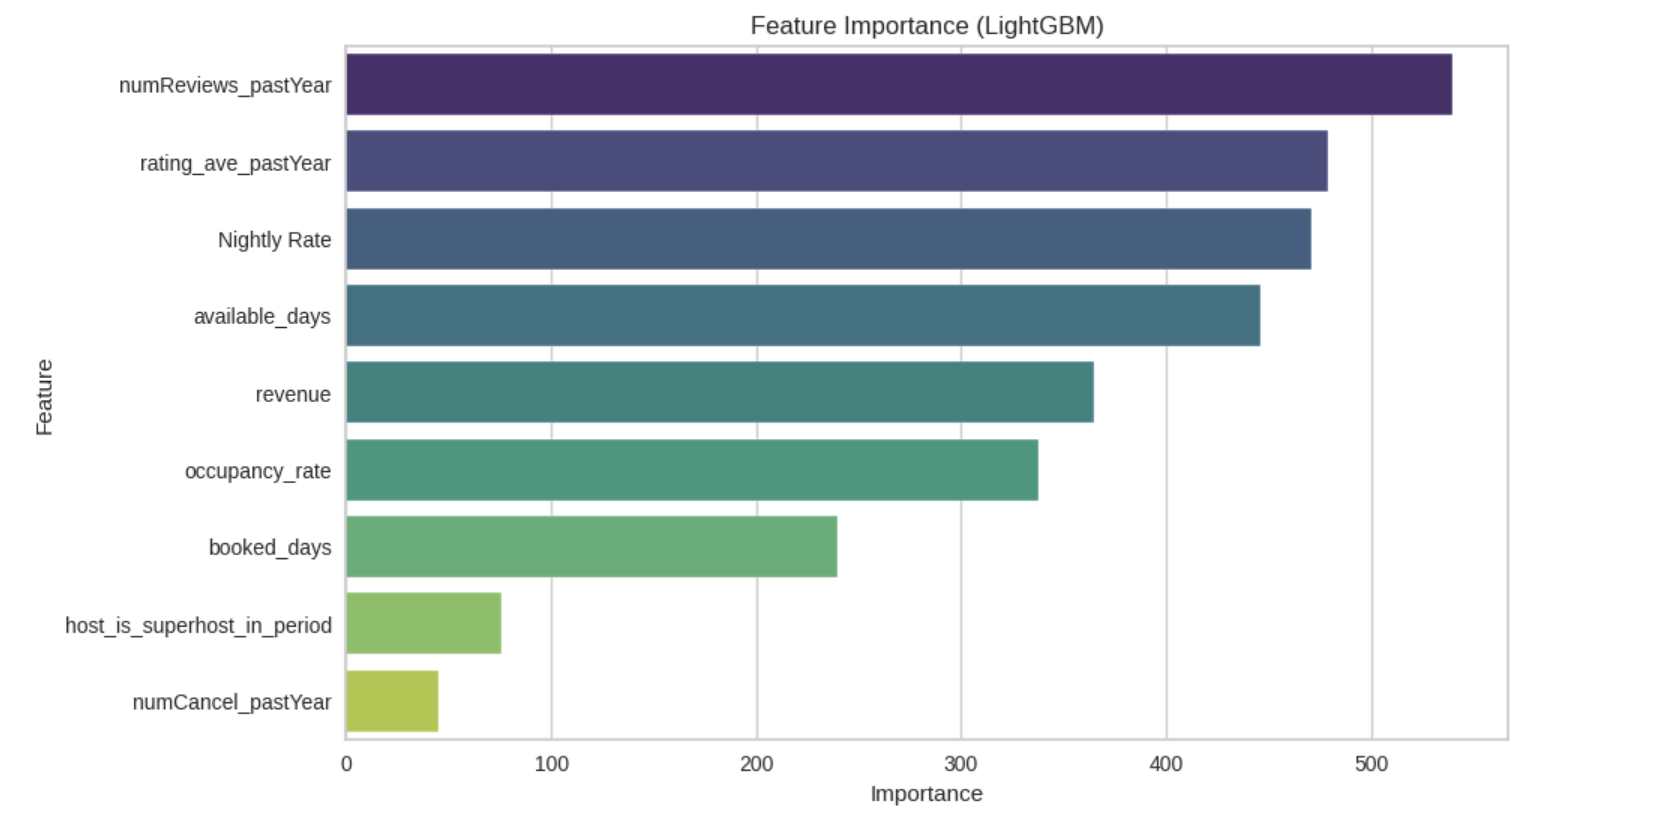 Feature Importance (LightGBM)
Feature
numReviews_pastYear
rating_ave_pastYear
Nightly Rate
available_days
revenue
occupancy_rate
booked_days
host_is_superhost_in_period
numCancel_pastYear
0 100 200 300 400 500
Importance